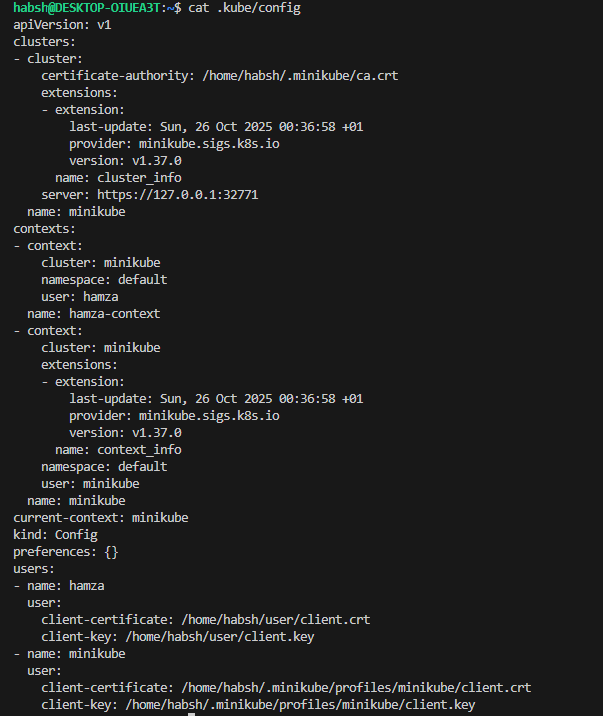 habsh@DESKTOP-OIUEA3T:~$ cat .kube/config
apiVersion: v1
clusters:
- cluster:
    certificate-authority: /home/habsh/.minikube/ca.crt
    extensions:
    - extension:
        last-update: Sun, 26 Oct 2025 00:36:58 +01
        provider: minikube.sigs.k8s.io
        version: v1.37.0
      name: cluster_info
    server: https://127.0.0.1:32771
  name: minikube
contexts:
- context:
    cluster: minikube
    namespace: default
    user: hamza
  name: hamza-context
- context:
    cluster: minikube
    extensions:
    - extension:
        last-update: Sun, 26 Oct 2025 00:36:58 +01
        provider: minikube.sigs.k8s.io
        version: v1.37.0
      name: context_info
    namespace: default
    user: minikube
  name: minikube
current-context: minikube
kind: Config
preferences: {}
users:
- name: hamza
  user:
    client-certificate: /home/habsh/user/client.crt
    client-key: /home/habsh/user/client.key
- name: minikube
  user:
    client-certificate: /home/habsh/.minikube/profiles/minikube/client.crt
    client-key: /home/habsh/.minikube/profiles/minikube/client.key